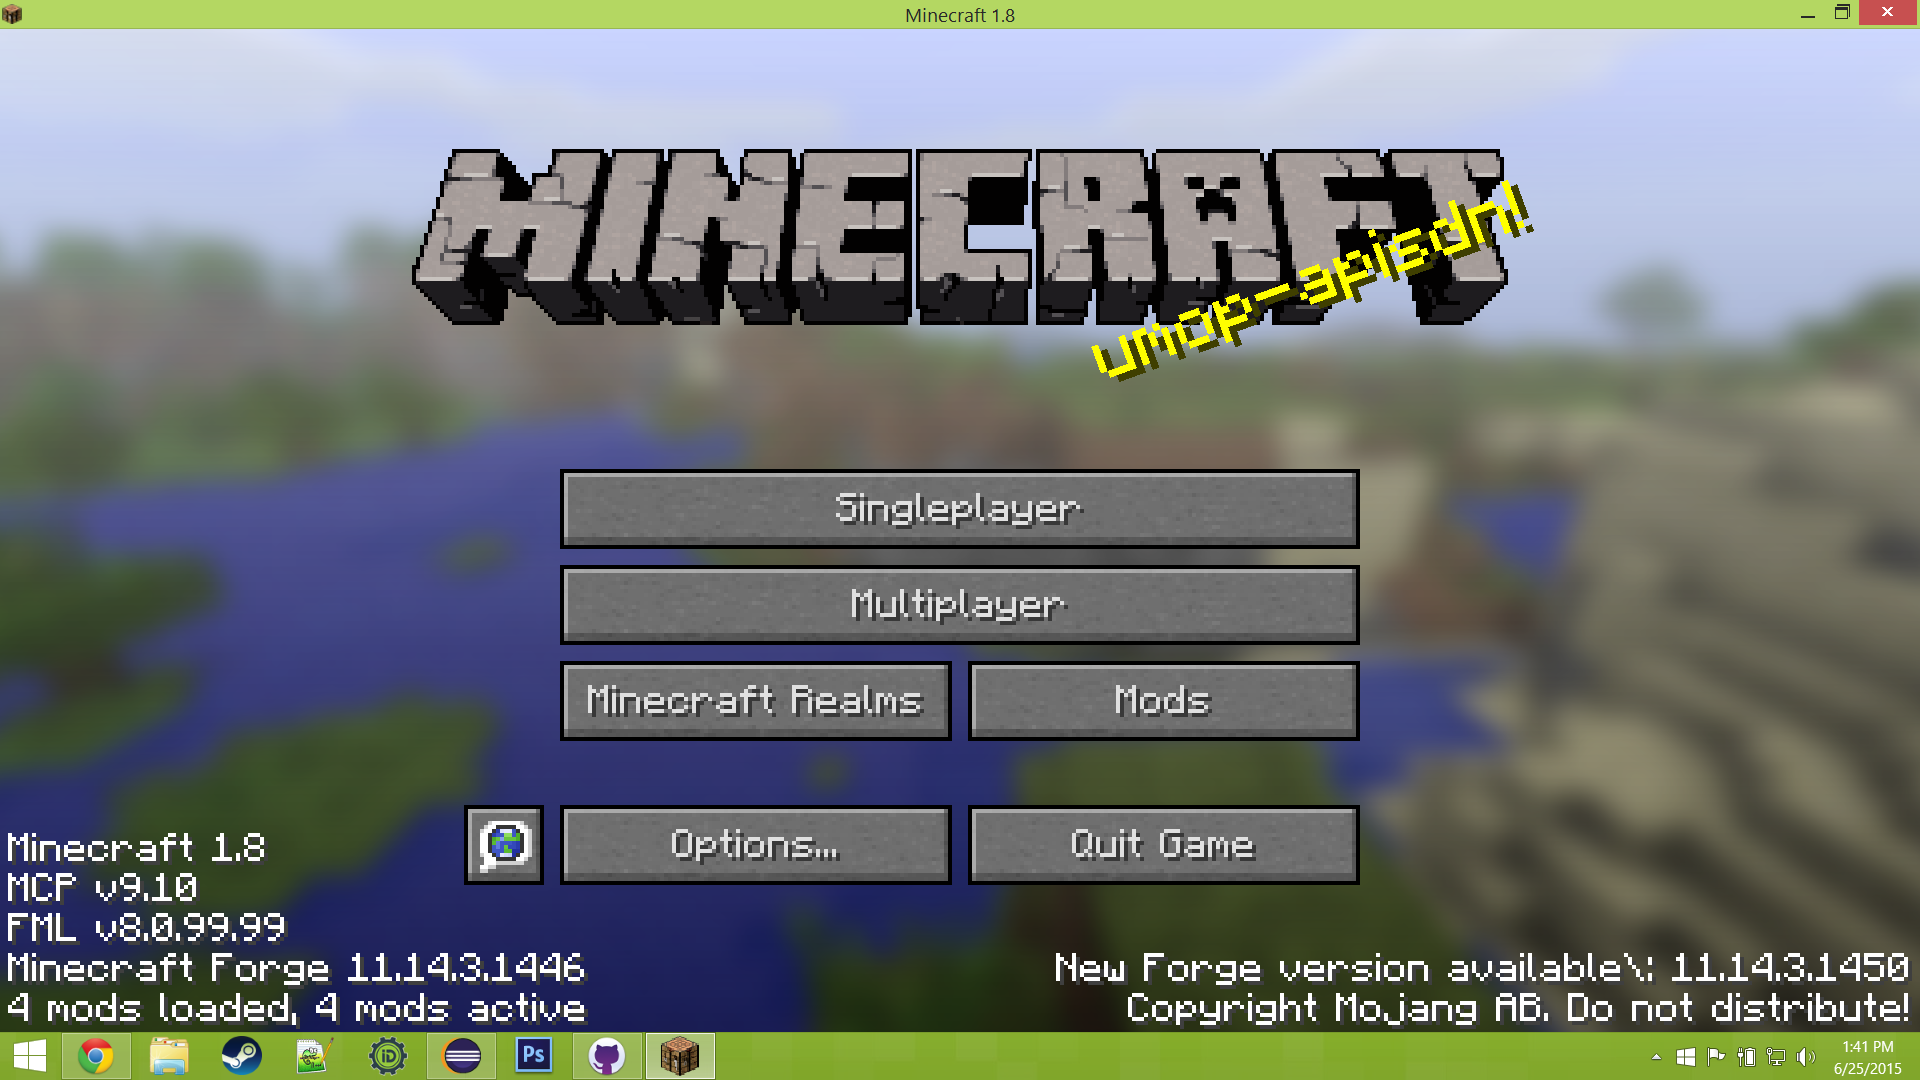 Minecraft 1.8
MINECRAFT
umop-apisdn!
Singleplayer
Multiplayer
Minecraft Realms
Mods
Options...
Quit Game
Minecraft 1.8
MCP v9.10
FML v8.0.99.99
Minecraft Forge 11.14.3.1446
4 mods loaded, 4 mods active
New Forge version available\: 11.14.3.1450
Copyright Mojang AB. Do not distribute!
iD
Ps
1:41 PM
6/25/2015